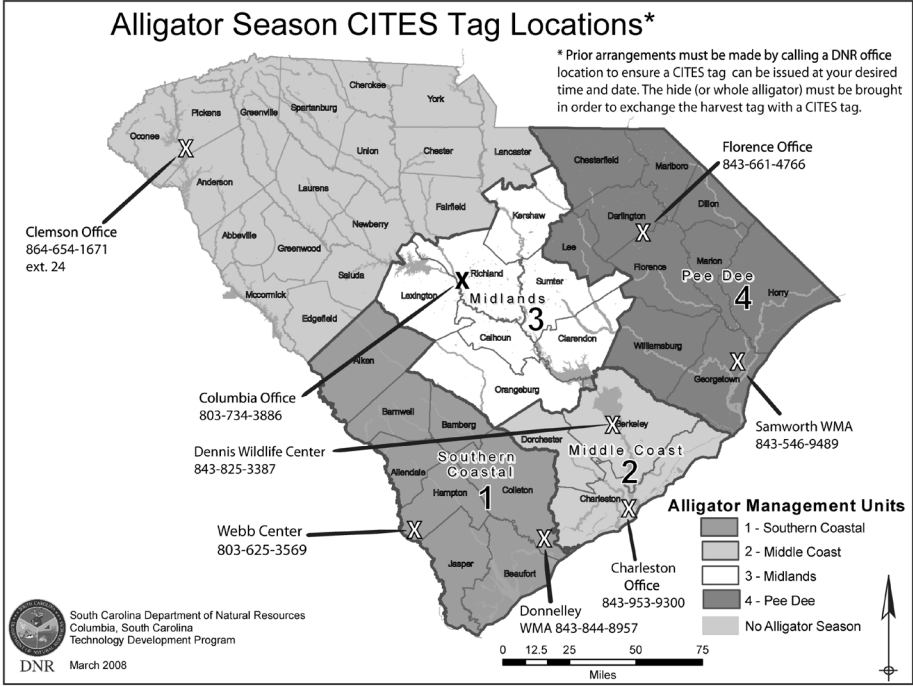 Alligator Season CITES Tag Locations*
* Prior arrangements must be made by calling a DNR office
location to ensure a CITES tag can be issued at your desired
time and date. The hide (or whole alligator) must be brought
in order to exchange the harvest tag with a CITES tag.
Cherokee
York
Pickens
Greenville
Spartanburg
Oconee
Union
Chester
Lancaster
Chesterfield
Marlboro
Florence Office
843-661-4766
Anderson
Laurens
Fairfield
Kershaw
Darlington
Dillon
Clemson Office
864-654-1671
ext. 24
Abbeville
Greenwood
Newberry
Lee
Florence
Marion
Pee Dee
4
Horry
Saluda
Mccormick
Edgefield
Lexington
Richland
Sumter
Midlands
3
Calhoun
Clarendon
Williamsburg
Georgetown
Aiken
Orangeburg
Columbia Office
803-734-3886
Barnwell
Bamberg
Berkeley
Dorchester
Samworth WMA
843-546-9489
Dennis Wildlife Center
843-825-3387
Southern
Coastal
1
Middle Coast
2
Allendale
Hampton
Colleton
Charleston
Webb Center
803-625-3569
Jasper
Beaufort
Charleston
Office
843-953-9300
Donnelley
WMA 843-844-8957
Alligator Management Units
1 - Southern Coastal
2 - Middle Coast
3 - Midlands
4 - Pee Dee
No Alligator Season
South Carolina Department of Natural Resources
Columbia, South Carolina
Technology Development Program
DNR
March 2008
0 12.5 25 50 75
Miles